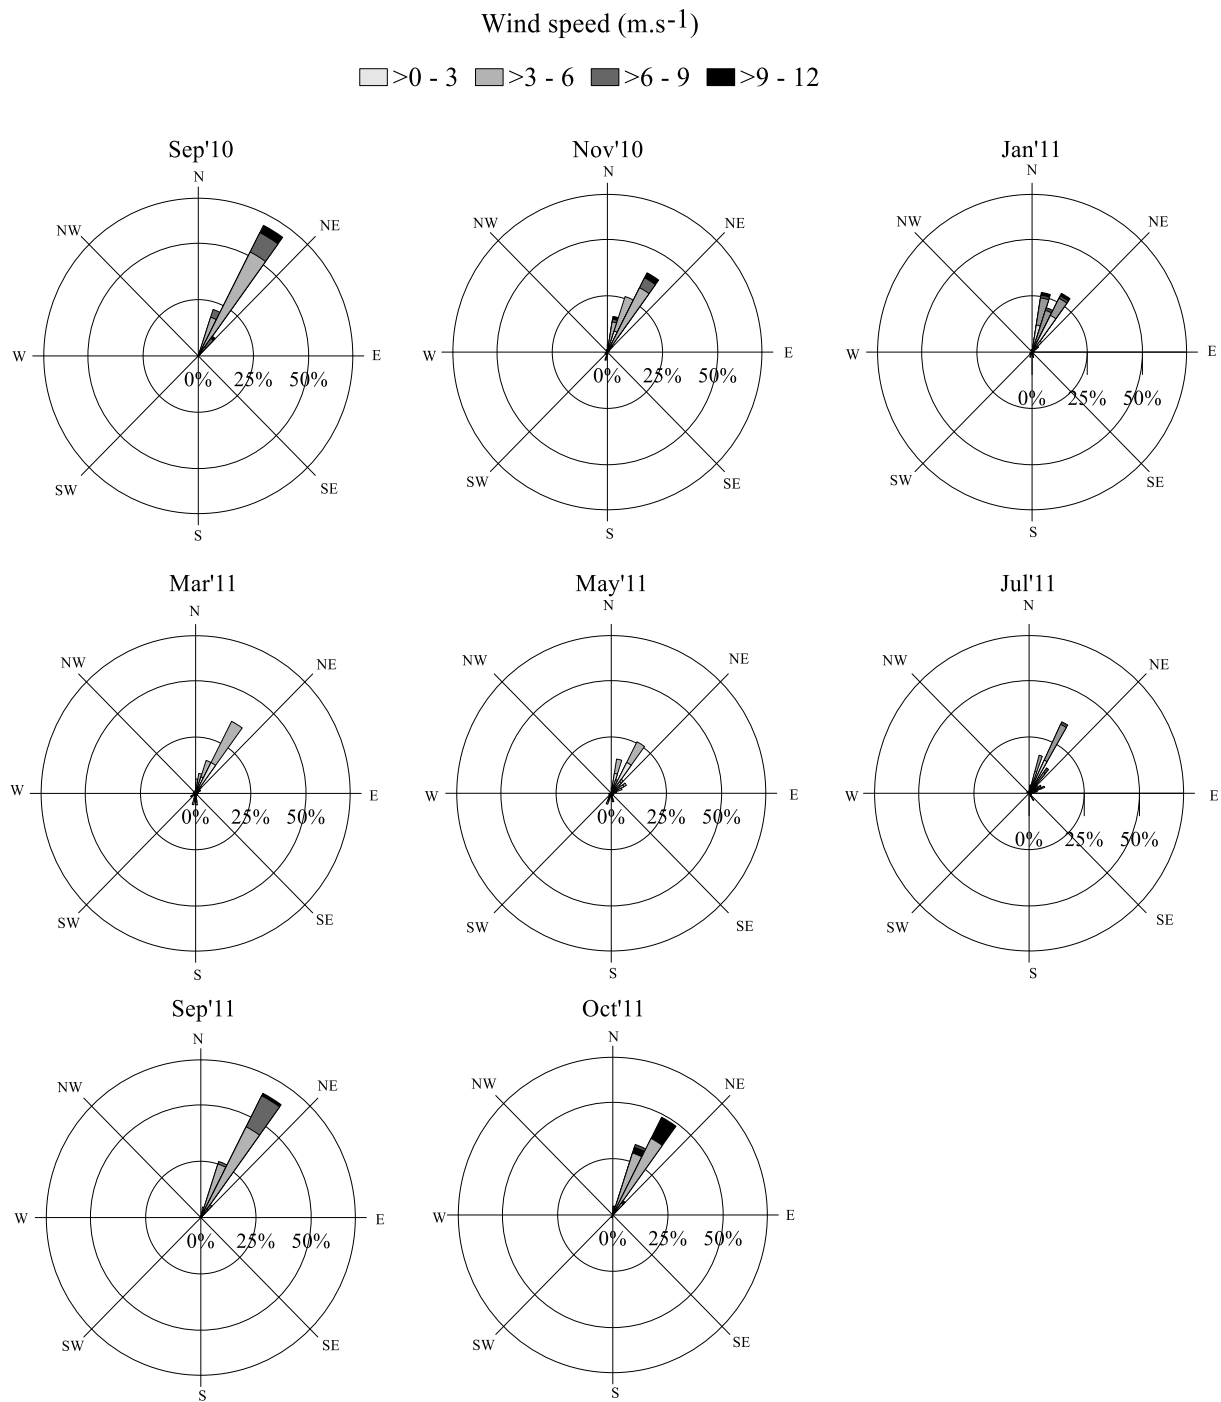 Wind speed (m.s-1)
>0 - 3 >3 - 6 >6 - 9 >9 - 12
Sep'10 Nov'10 Jan'11
N N N
NW NE NW NE NW NE
W E W E W E
0% 25% 50% 0% 25% 50% 0% 25% 50%
SW SE SW SE SW SE
S S S
Mar'11 May'11 Jul'11
N N N
NW NE NW NE NW NE
W E W E W E
0% 25% 50% 0% 25% 50% 0% 25% 50%
SW SE SW SE SW SE
S S S
Sep'11 Oct'11
N N
NW NE NW NE
W E W E
0% 25% 50% 0% 25% 50%
SW SE SW SE
S S